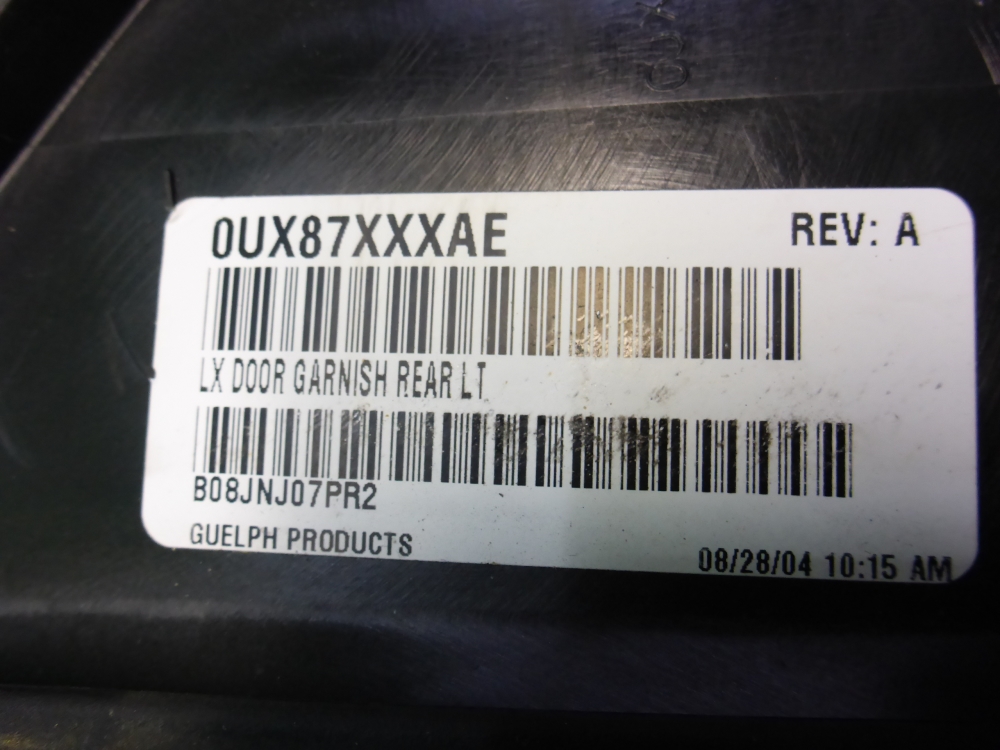 0UX87XXXAE
REV: A
LX DOOR GARNISH REAR LT
B08JNJ07PR2
GUELPH PRODUCTS
08/28/04 10:15 AM